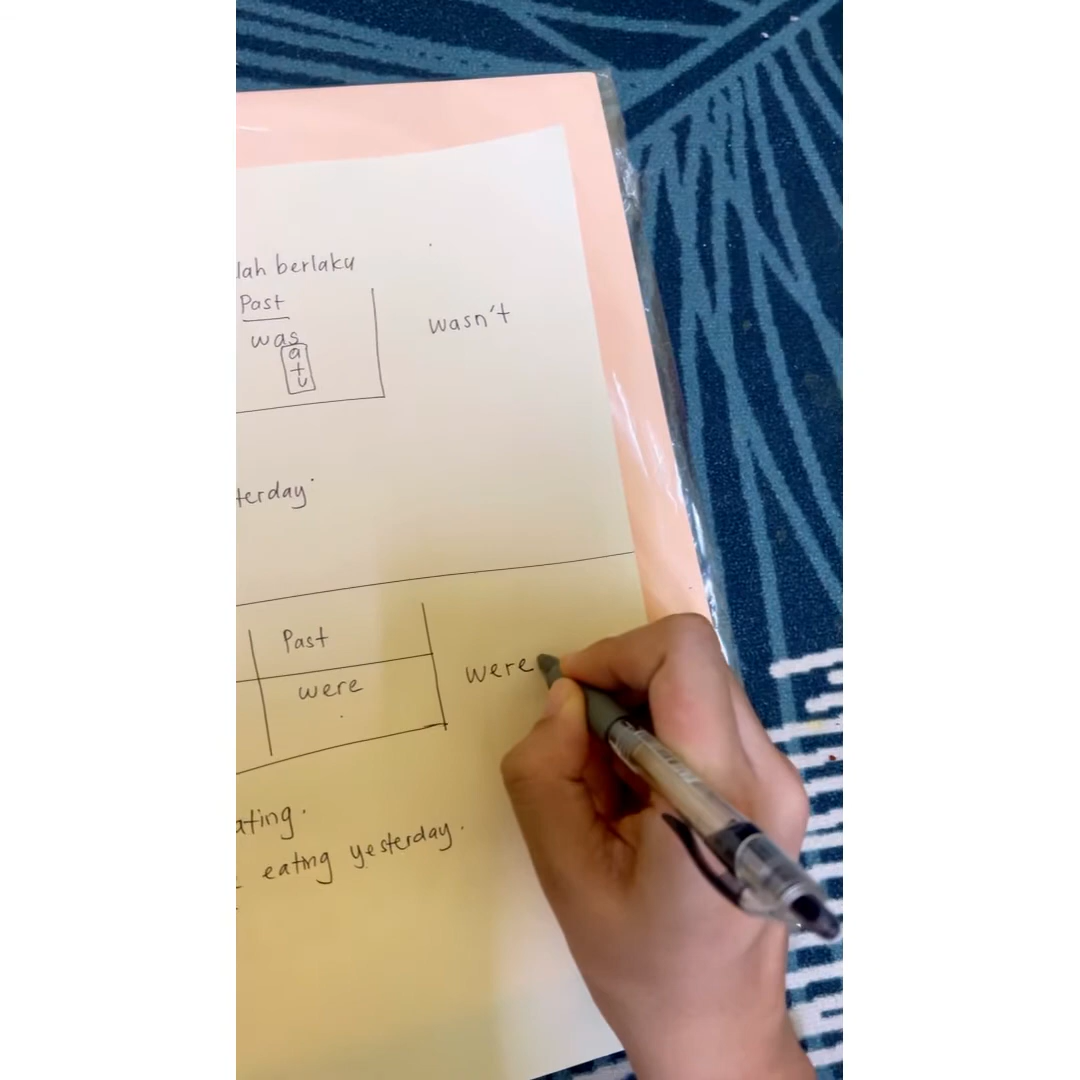 lah berlaku
Past
was
a
t
u
wasn't
terday.
Past
were
were
ating.
eating yesterday.